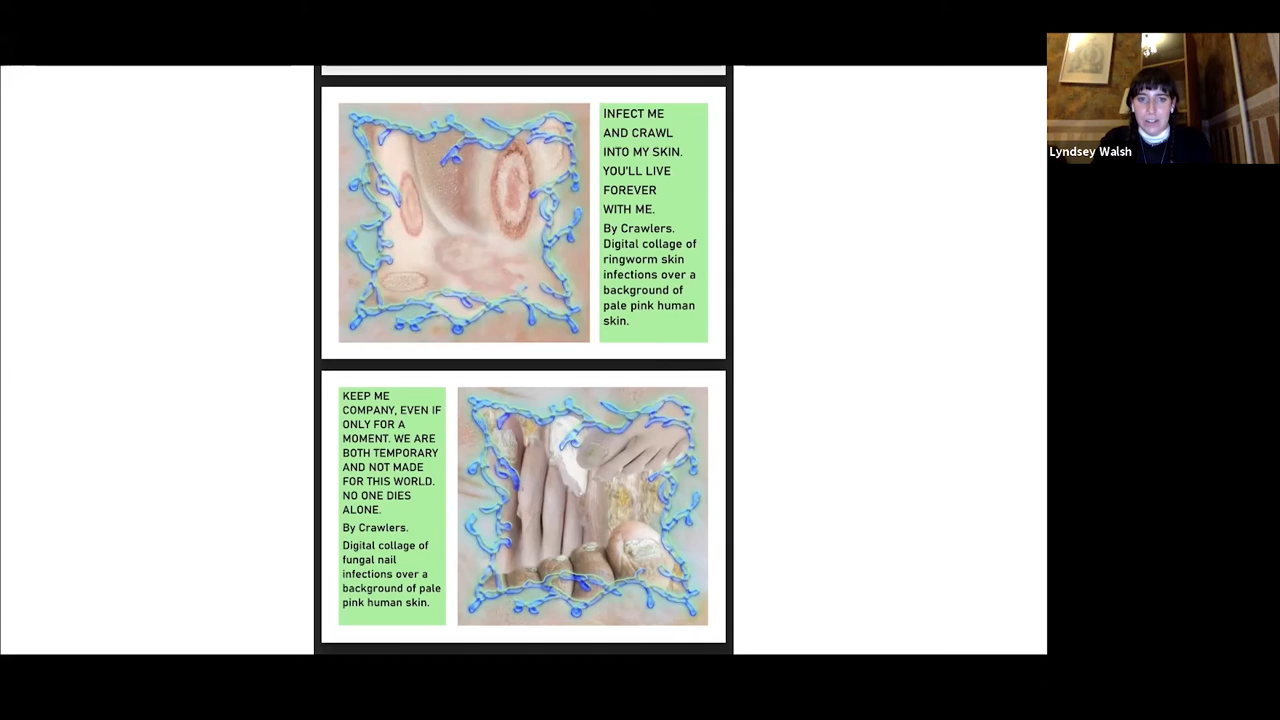 INFECT ME
AND CRAWL
INTO MY SKIN.
YOU'LL LIVE
FOREVER
WITH ME.
By Crawlers.
Digital collage of
ringworm skin
infections over a
background of
pale pink human
skin.
KEEP ME
COMPANY, EVEN IF
ONLY FOR A
MOMENT. WE ARE
BOTH TEMPORARY
AND NOT MADE
FOR THIS WORLD.
NO ONE DIES
ALONE.
By Crawlers.
Digital collage of
fungal nail
infections over a
background of pale
pink human skin.
Lyndsey Walsh